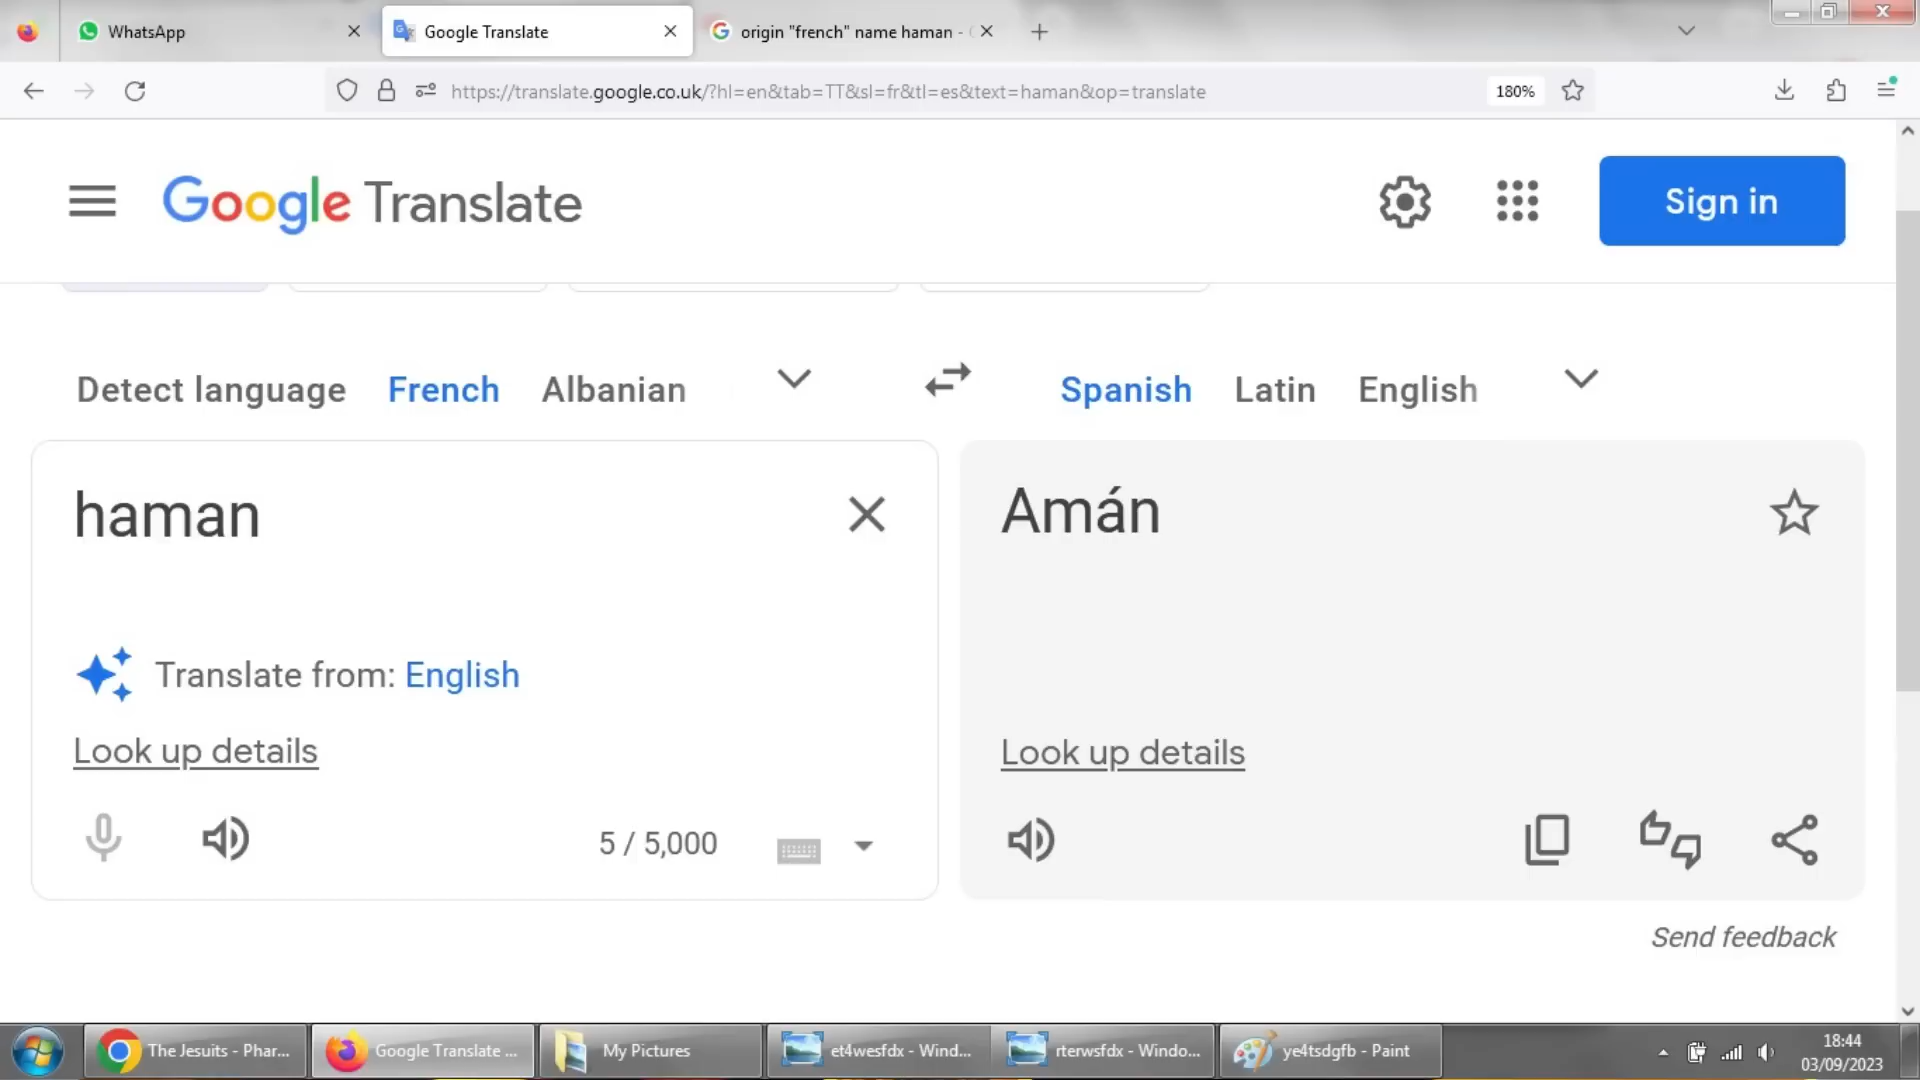 WhatsApp
Google Translate
origin "french" name haman -
https://translate.google.co.uk/?hl=en&tab=TT&sl=fr&tl=es&text=haman&op=translate
180%
Google Translate
Sign in
Detect language French Albanian
Spanish Latin English
haman
Amán
Translate from: English
Look up details
Look up details
5 / 5,000
Send feedback
The Jesuits - Phar...
Google Translate ...
My Pictures
et4wesfdx - Wind...
rterwsfdx - Windo...
ye4tsdgfb - Paint
18:44
03/09/2023